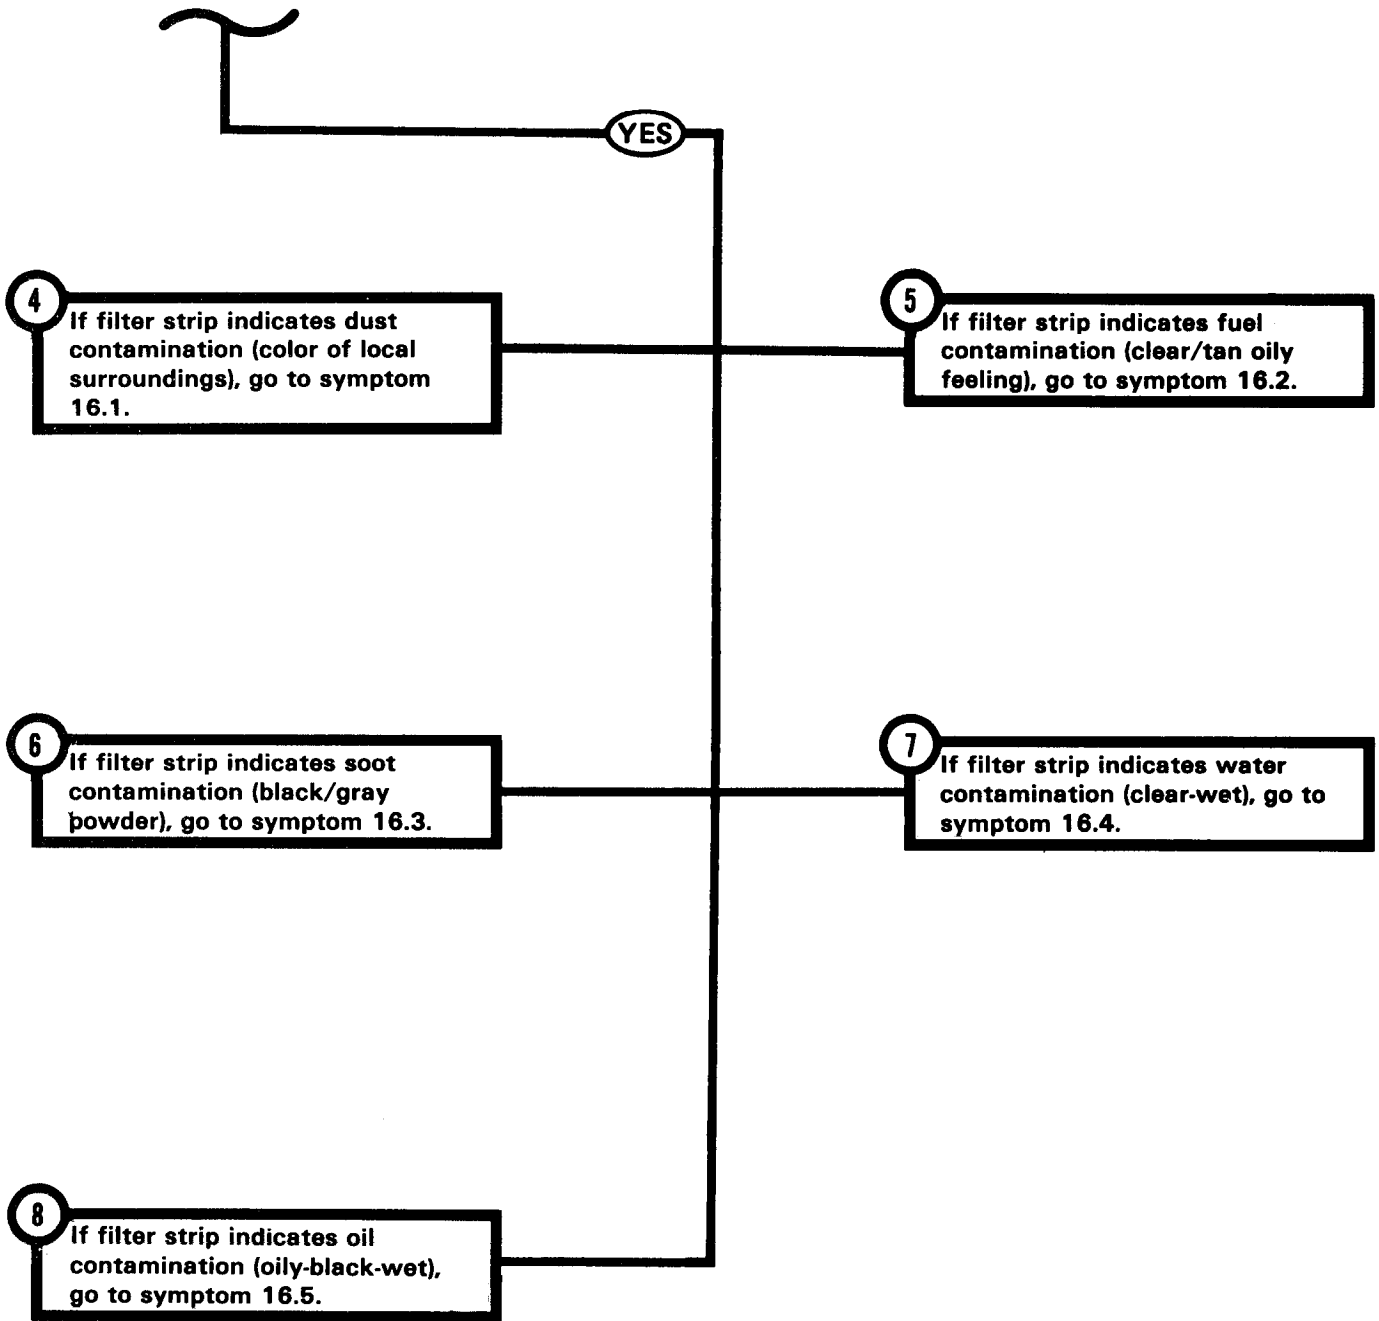 YES
4
If filter strip indicates dust
contamination (color of local
surroundings), go to symptom
16.1.
5
If filter strip indicates fuel
contamination (clear/tan oily
feeling), go to symptom 16.2.
6
If filter strip indicates soot
contamination (black/gray
powder), go to symptom 16.3.
7
If filter strip indicates water
contamination (clear-wet), go to
symptom 16.4.
8
If filter strip indicates oil
contamination (oily-black-wet),
go to symptom 16.5.